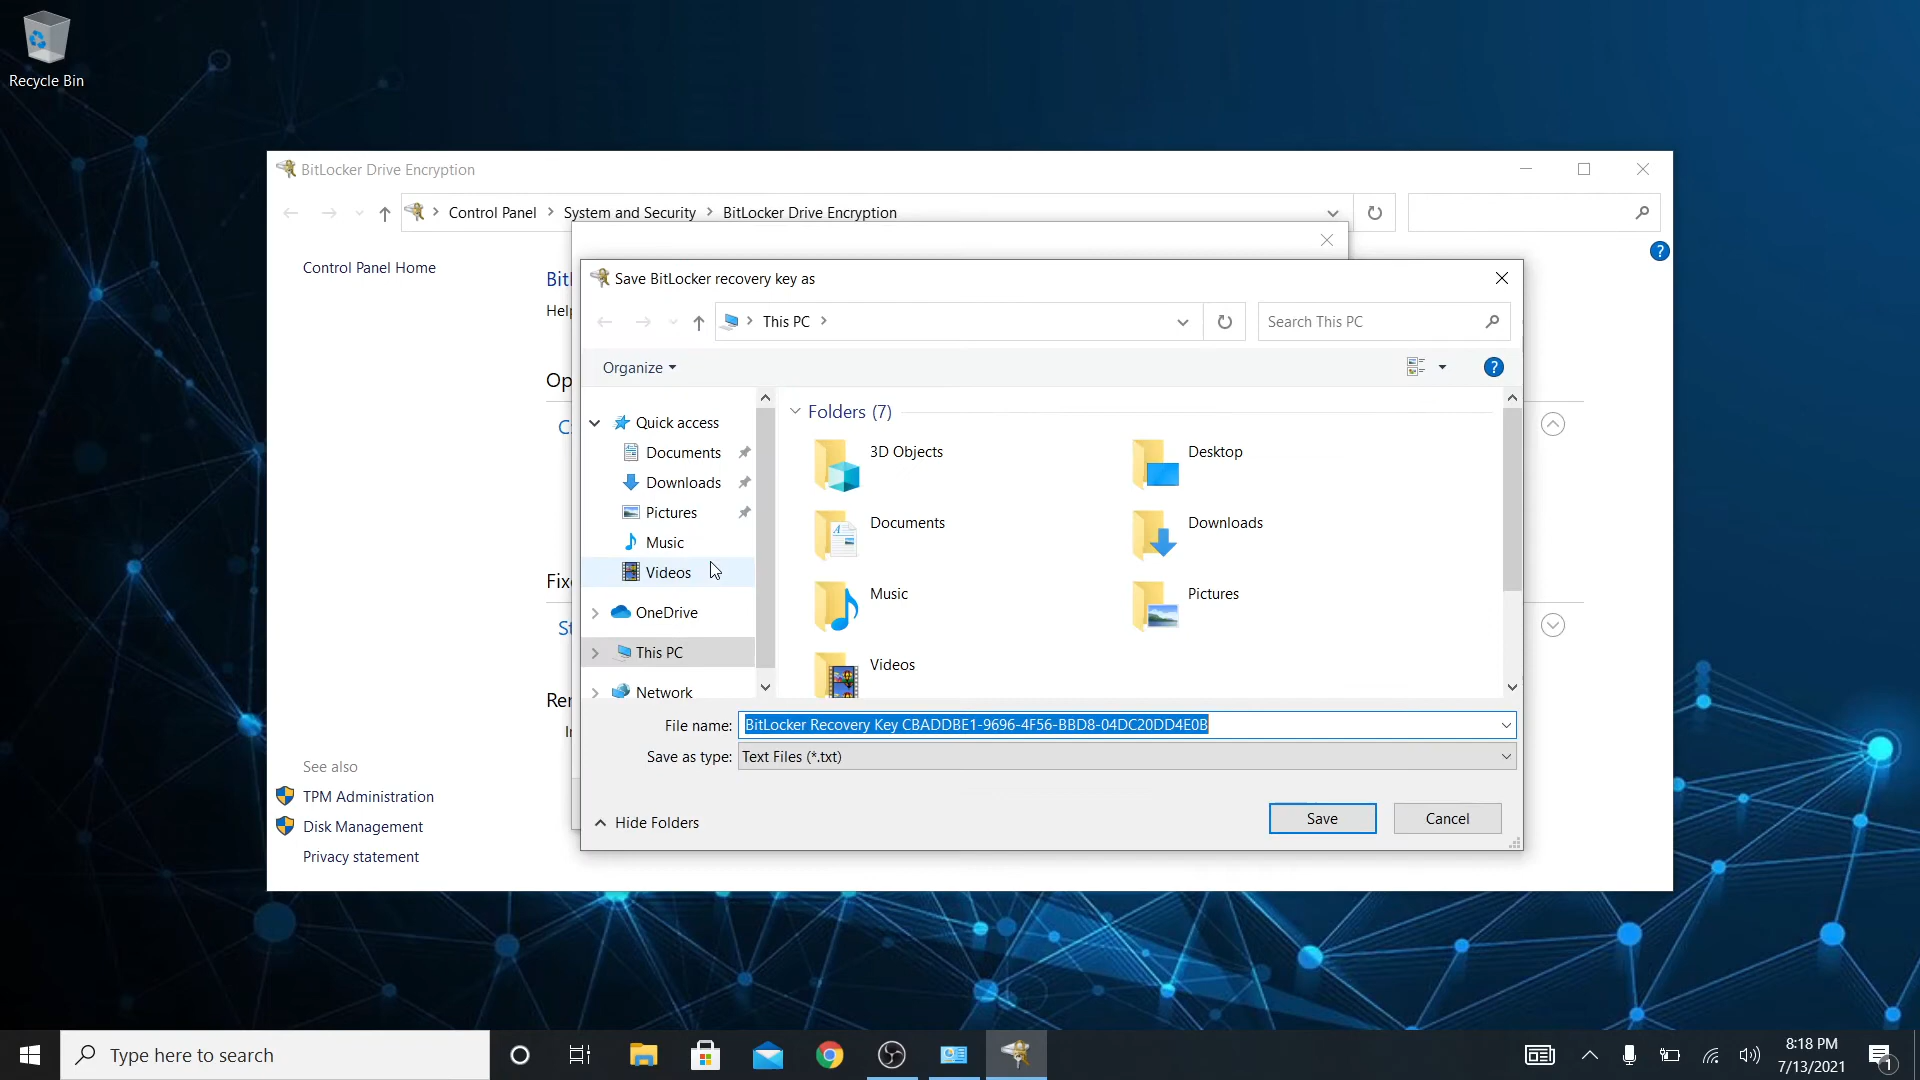 Recycle Bin
BitLocker Drive Encryption
Control Panel > System and Security > BitLocker Drive Encryption
Control Panel Home
Bit
Help
Save BitLocker recovery key as
This PC >
Search This PC
Organize
Quick access
Documents
Downloads
Pictures
Music
Videos
OneDrive
This PC
Network
Folders (7)
3D Objects
Desktop
Documents
Downloads
Music
Pictures
Videos
Op
C
Fixe
St
Rer
File name: BitLocker Recovery Key CBADDBE1-9696-4F56-BBD8-04DC20DD4E0B
Save as type: Text Files (*.txt)
Hide Folders
Save
Cancel
See also
TPM Administration
Disk Management
Privacy statement
Type here to search
8:18 PM
7/13/2021
1